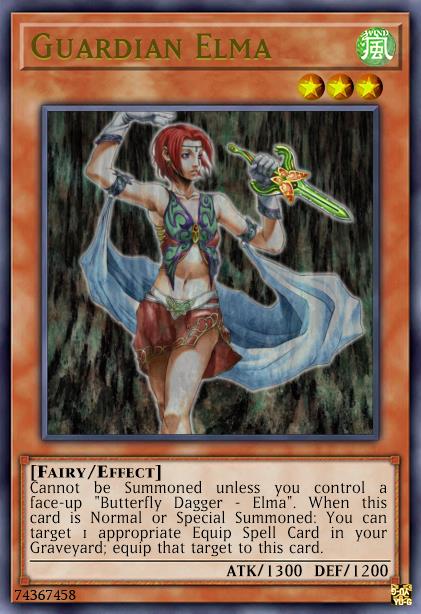 Guardian Elma
WIND
風
[Fairy/Effect]
Cannot be Summoned unless you control a
face-up "Butterfly Dagger - Elma". When this
card is Normal or Special Summoned: You can
target 1 appropriate Equip Spell Card in your
Graveyard; equip that target to this card.
ATK/1300 DEF/1200
74367458